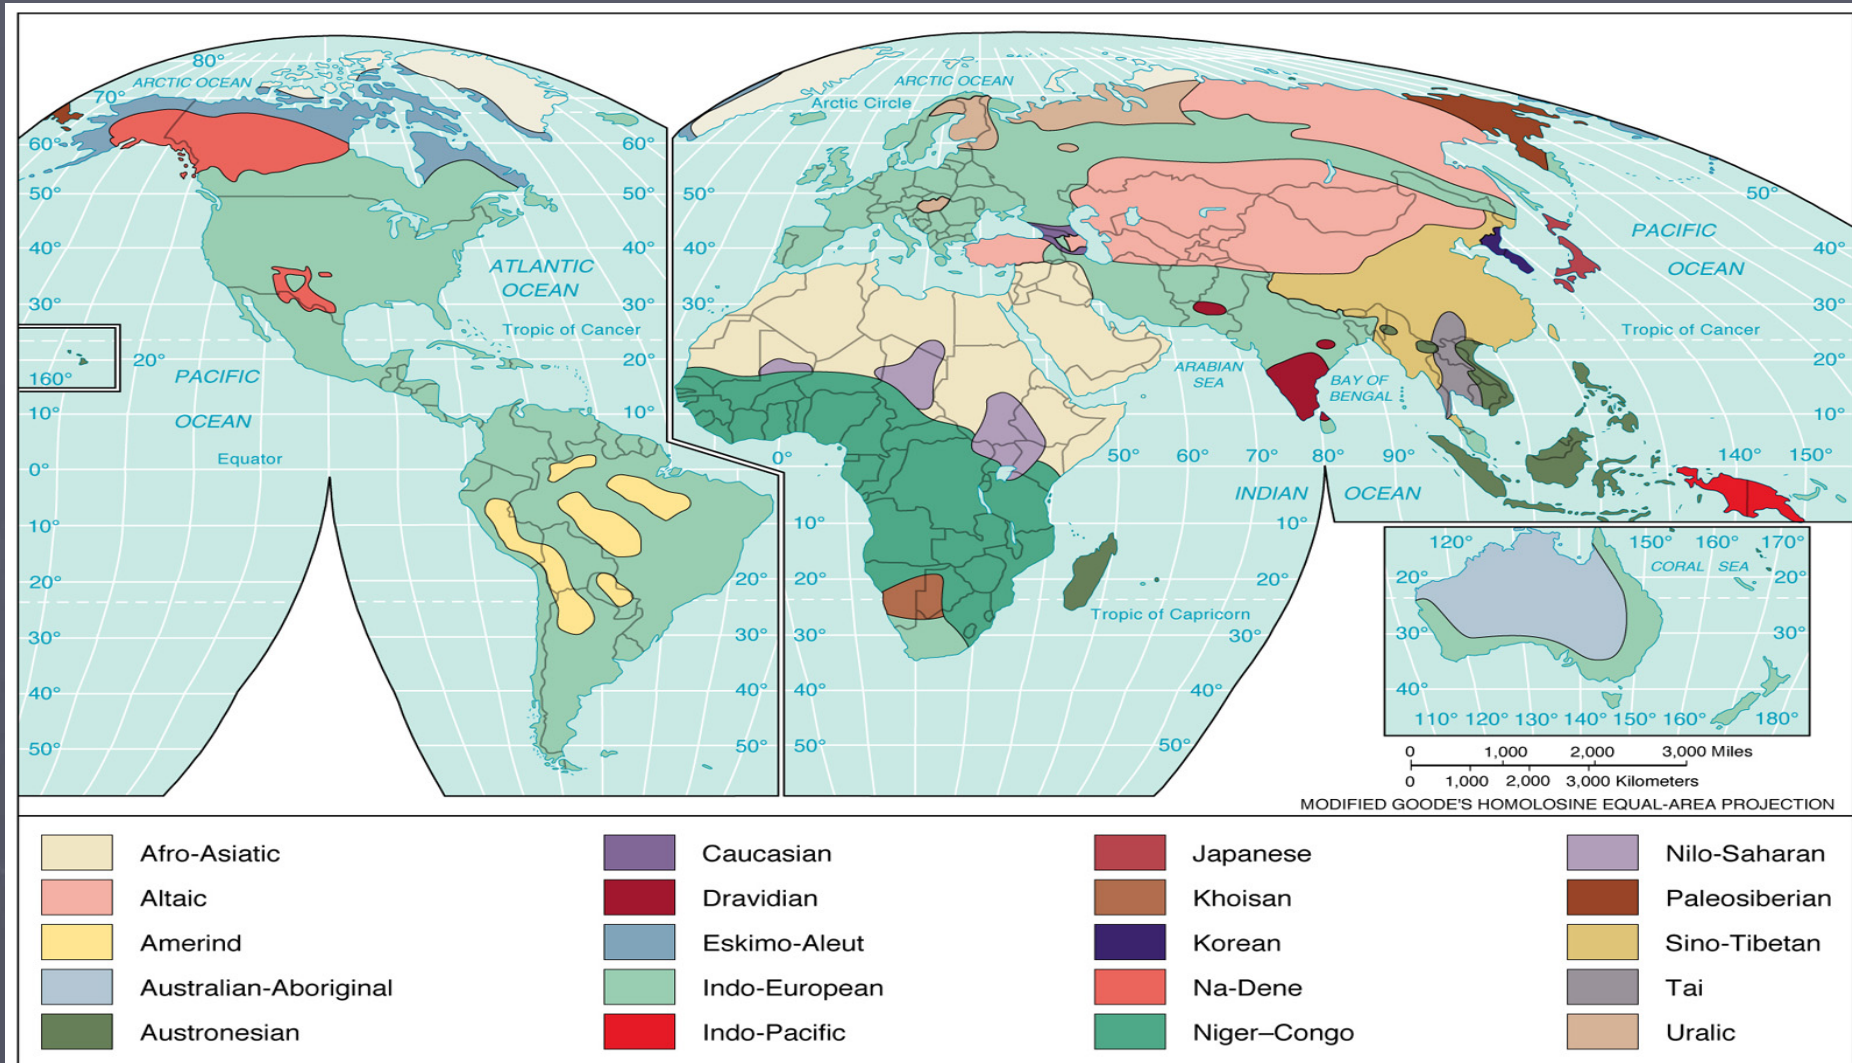 80°
ARCTIC OCEAN
70°
60°
60°
50°
50°
40°
40°
ATLANTIC
OCEAN
30°
30°
Tropic of Cancer
20°
20°
160°
PACIFIC
OCEAN
10°
10°
Equator
0°
10°
20°
20°
30°
30°
40°
40°
50°
50°
ARCTIC OCEAN
Arctic Circle
50°
50°
40°
40°
PACIFIC
OCEAN
30°
30°
Tropic of Cancer
20°
20°
ARABIAN
SEA
BAY OF
BENGAL
10°
0°
50°
60°
70°
80°
90°
140°
150°
INDIAN
OCEAN
10°
10°
20°
20°
Tropic of Capricorn
30°
30°
40°
40°
50°
50°
120°
150°
160°
170°
CORAL SEA
20°
20°
30°
30°
40°
110°
120°
130°
140°
150°
160°
180°
0 1,000 2,000 3,000 Miles
0 1,000 2,000 3,000 Kilometers
MODIFIED GOODE'S HOMOLOSINE EQUAL-AREA PROJECTION
Afro-Asiatic
Altaic
Amerind
Australian-Aboriginal
Austronesian
Caucasian
Dravidian
Eskimo-Aleut
Indo-European
Indo-Pacific
Japanese
Khoisan
Korean
Na-Dene
Niger–Congo
Nilo-Saharan
Paleosiberian
Sino-Tibetan
Tai
Uralic